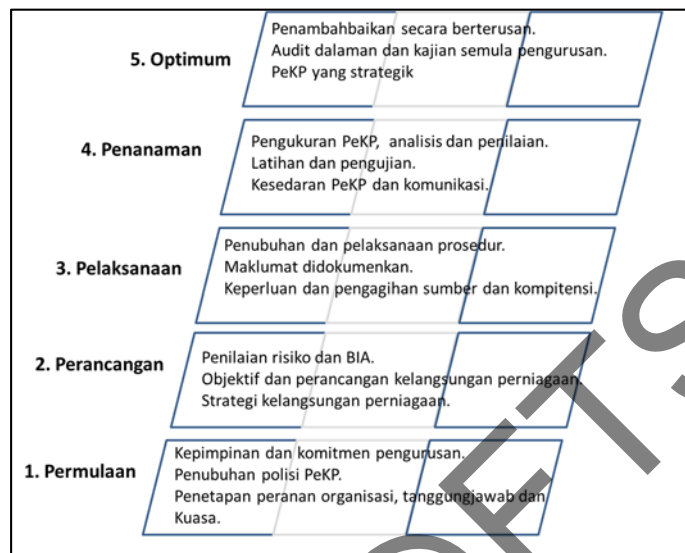 5. Optimum
Penambahbaikan secara berterusan.
Audit dalaman dan kajian semula pengurusan.
PeKP yang strategik
4. Penanaman
Pengukuran PeKP, analisis dan penilaian.
Latihan dan pengujian.
Kesedaran PeKP dan komunikasi.
3. Pelaksanaan
Penubuhan dan pelaksanaan prosedur.
Maklumat didokumenkan.
Keperluan dan pengagihan sumber dan kompitensi.
2. Perancangan
Penilaian risiko dan BIA.
Objektif dan perancangan kelangsungan perniagaan.
Strategi kelangsungan perniagaan.
1. Permulaan
Kepimpinan dan komitmen pengurusan.
Penubuhan polisi PeKP.
Penetapan peranan organisasi, tanggungjawab dan
Kuasa.
OFTS